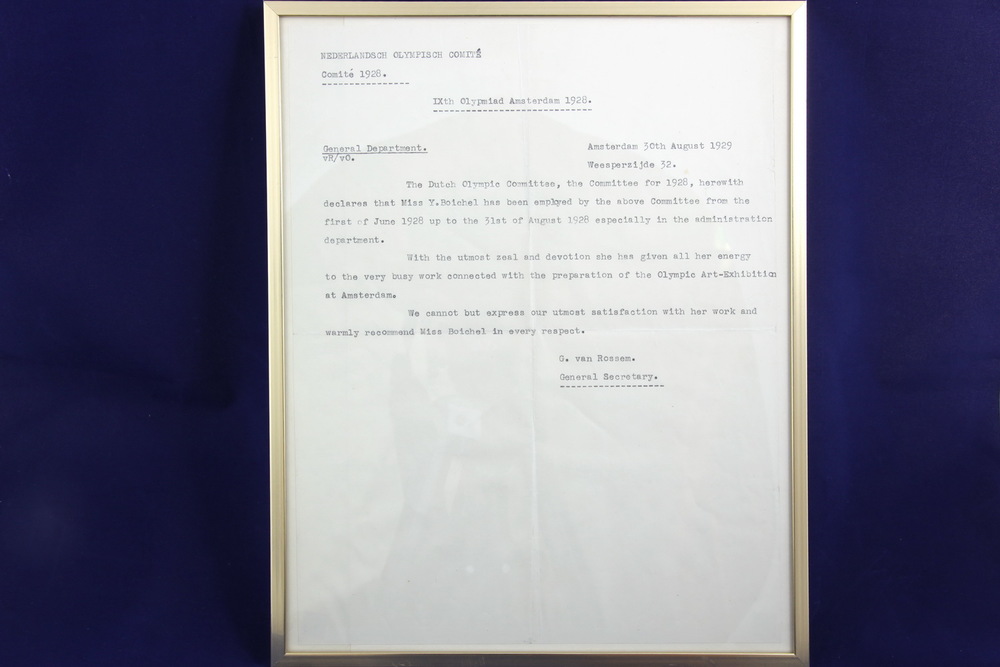 NEDERLANDSCH OLYMPISCH COMITÉ
Comité 1928.
IXth Olypmiad Amsterdam 1928.
General Department.
vR/vO.
Amsterdam 30th August 1929
Weesperzijde 32.
The Dutch Olympic Committee, the Committee for 1928, herewith
declares that Miss Y.Boichel has been employed by the above Committee from the
first of June 1928 up to the 31st of August 1928 especially in the administration
department.
With the utmost zeal and devotion she has given all her energy
to the very busy work connected with the preparation of the Olympic Art-Exhibition
at Amsterdam.
We cannot but express our utmost satisfaction with her work and
warmly recommend Miss Boichel in every respect.
G. van Rossem.
General Secretary.